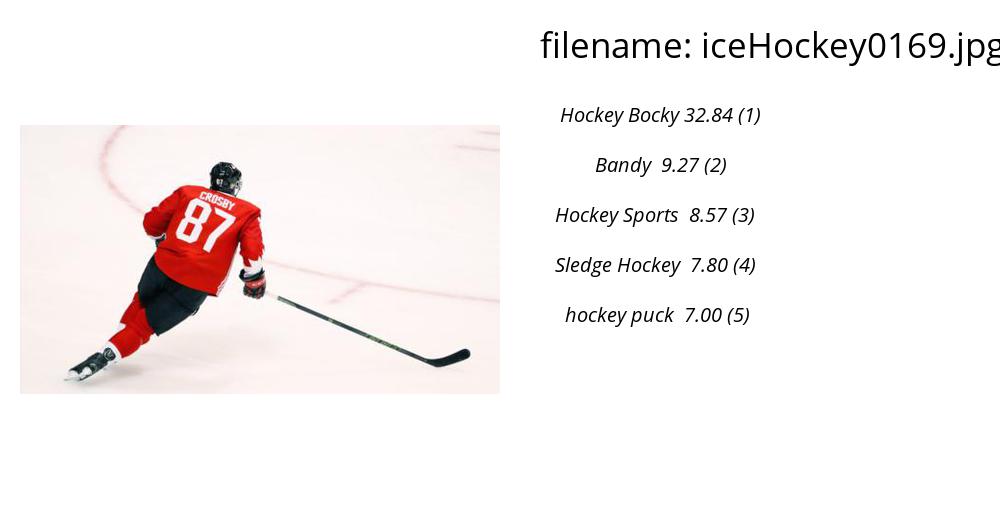 filename: iceHockey0169.jpg
Hockey Bocky 32.84 (1)
Bandy 9.27 (2)
Hockey Sports 8.57 (3)
Sledge Hockey 7.80 (4)
hockey puck 7.00 (5)
CROSBY
87